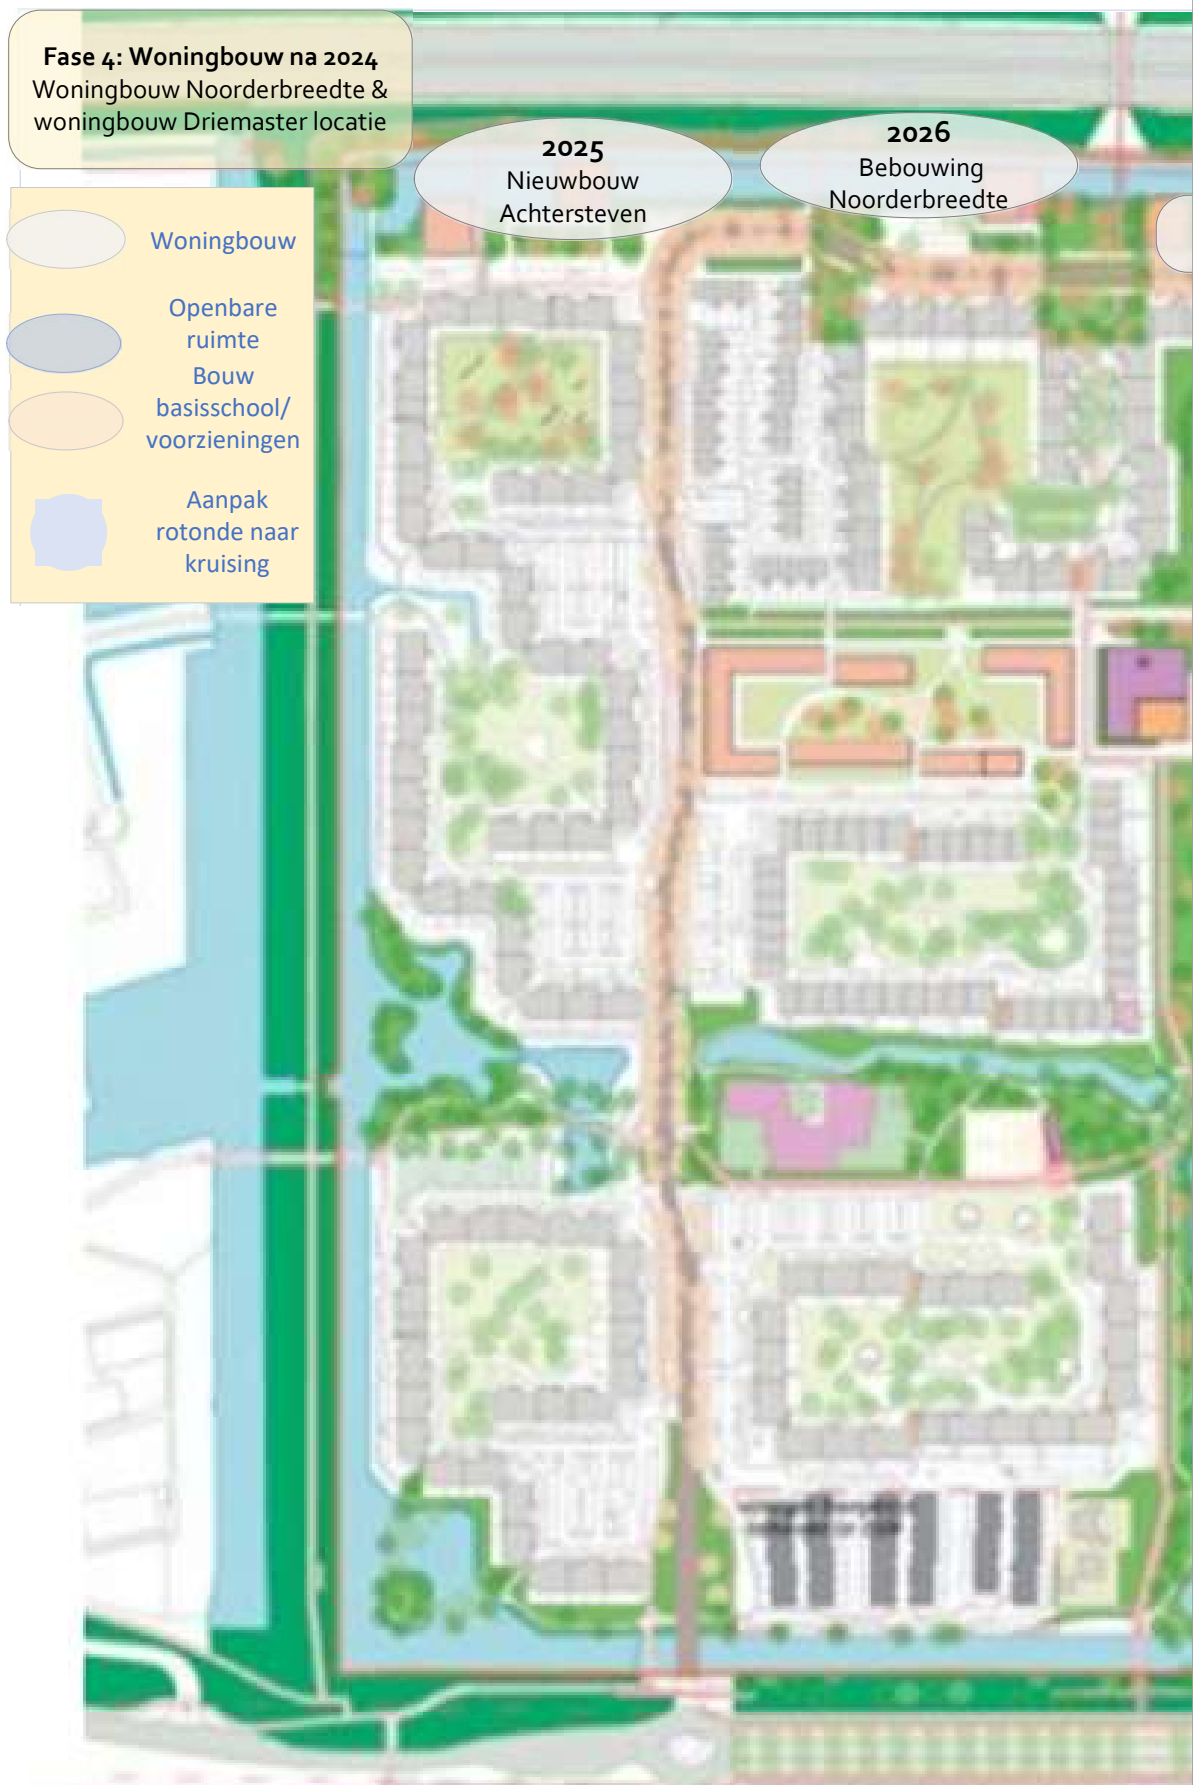 Fase 4: Woningbouw na 2024
Woningbouw Noorderbreedte &
woningbouw Driemaster locatie
2025
Nieuwbouw
Achtersteven
2026
Bebouwing
Noorderbreedte
Woningbouw
Openbare
ruimte
Bouw
basisschool/
voorzieningen
Aanpak
rotonde naar
kruising